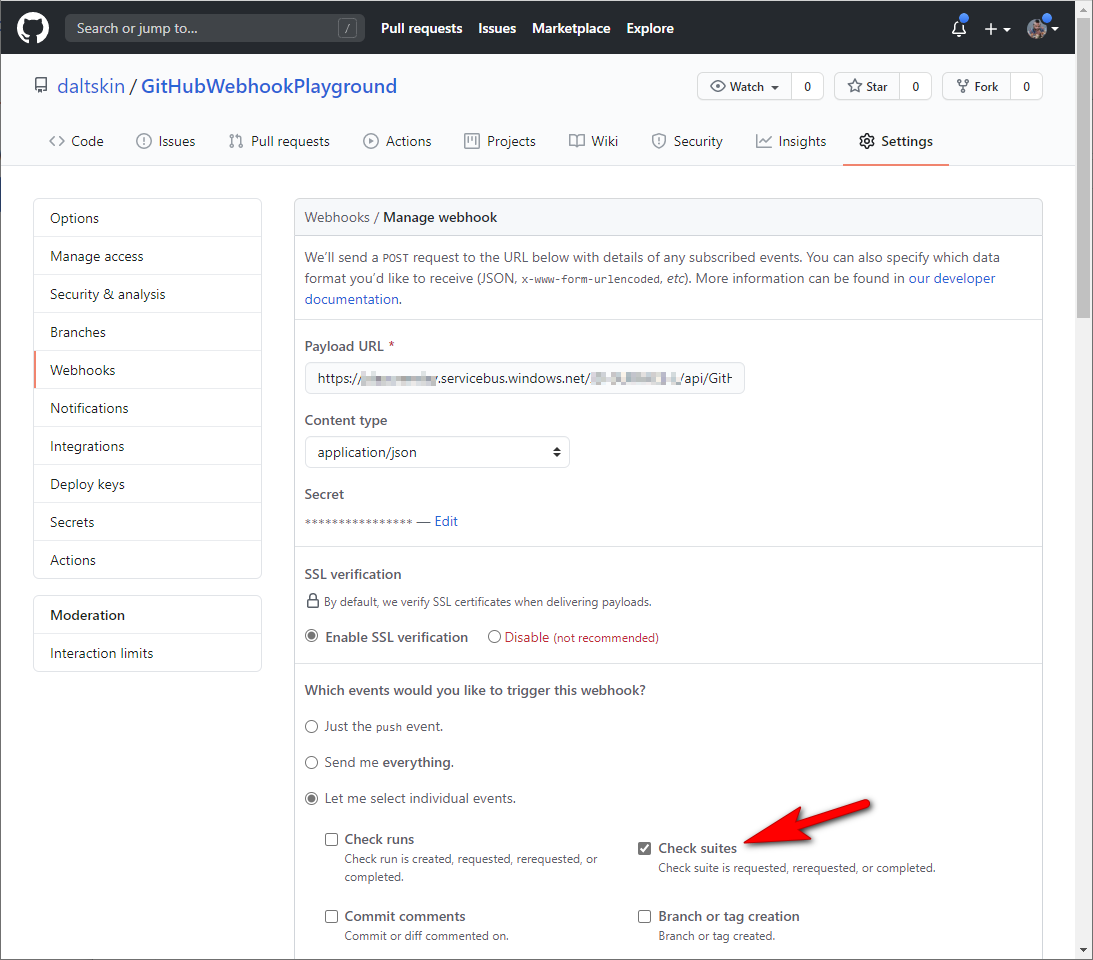 Search or jump to... /
Pull requests Issues Marketplace Explore
daltskin / GitHubWebhookPlayground
Watch 0 Star 0 Fork 0
Code Issues Pull requests Actions Projects Wiki Security Insights Settings
Options
Manage access
Security & analysis
Branches
Webhooks
Notifications
Integrations
Deploy keys
Secrets
Actions
Moderation
Interaction limits
Webhooks / Manage webhook
We’ll send a POST request to the URL below with details of any subscribed events. You can also specify which data
format you’d like to receive (JSON, x-www-form-urlencoded, etc). More information can be found in our developer
documentation.
Payload URL *
https:// .servicebus.windows.net/ /api/GitH
Content type
application/json
Secret
**************** — Edit
SSL verification
By default, we verify SSL certificates when delivering payloads.
Enable SSL verification Disable (not recommended)
Which events would you like to trigger this webhook?
Just the push event.
Send me everything.
Let me select individual events.
Check runs
Check run is created, requested, rerequested, or
completed.
Check suites
Check suite is requested, rerequested, or completed.
Commit comments
Commit or diff commented on.
Branch or tag creation
Branch or tag created.